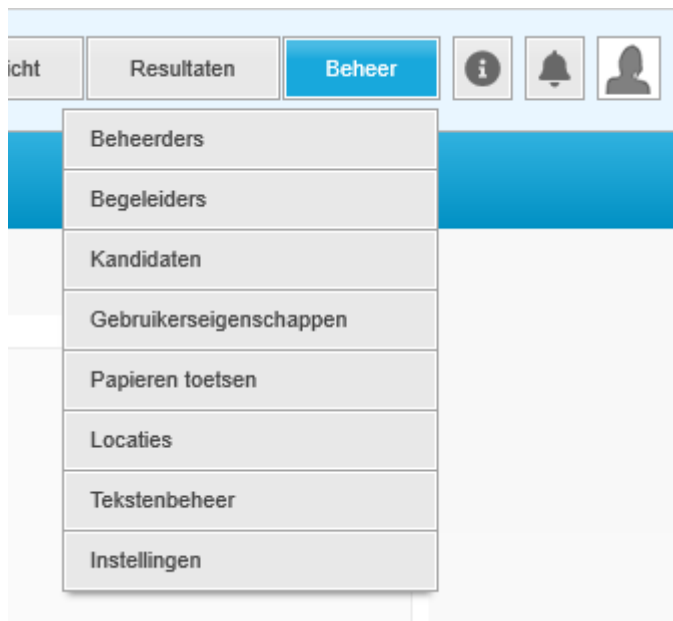 icht Resultaten Beheer
Beheerders
Begeleiders
Kandidaten
Gebruikerseigenschappen
Papieren toetsen
Locaties
Tekstenbeheer
Instellingen